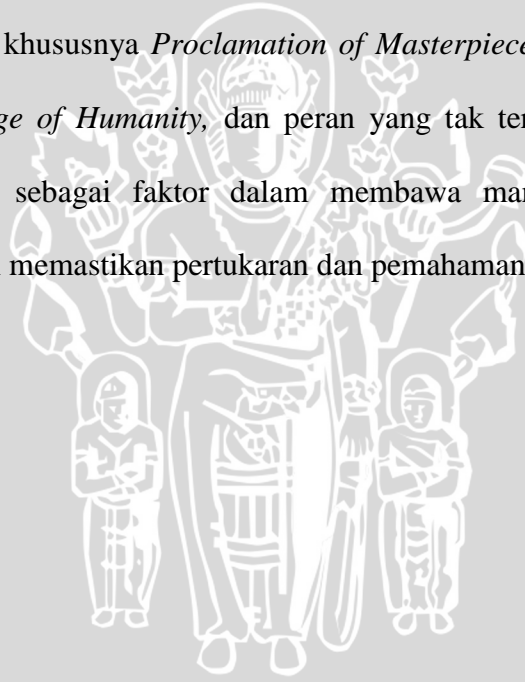 khususnya Proclamation of Masterpiece
ge of Humanity, dan peran yang tak ter
sebagai faktor dalam membawa mar
memastikan pertukaran dan pemahaman